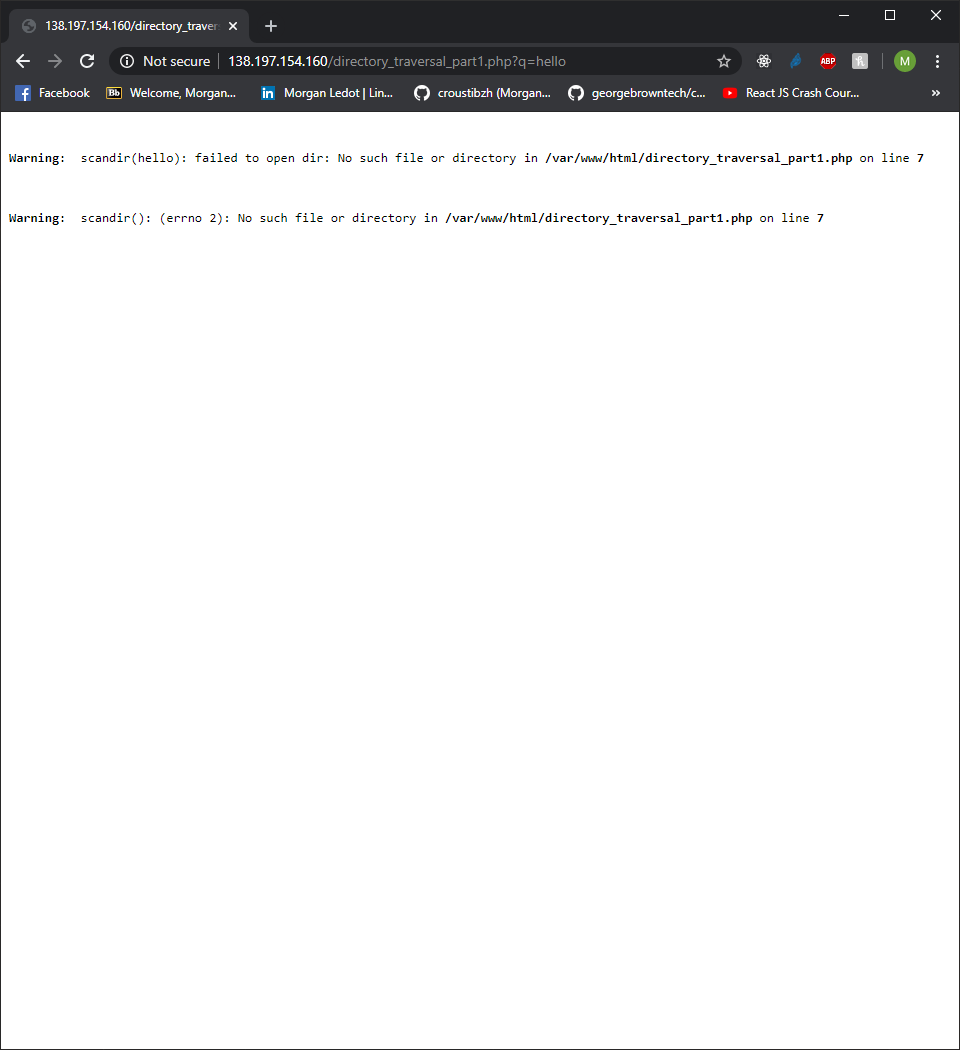 138.197.154.160/directory_traver
Not secure 138.197.154.160/directory_traversal_part1.php?q=hello ABP h M
Facebook Bb Welcome, Morgan... in Morgan Ledot | Lin... croustibzh (Morgan... georgebrowntech/c... React JS Crash Cour... »
Warning: scandir(hello): failed to open dir: No such file or directory in /var/www/html/directory_traversal_part1.php on line 7
Warning: scandir(): (errno 2): No such file or directory in /var/www/html/directory_traversal_part1.php on line 7